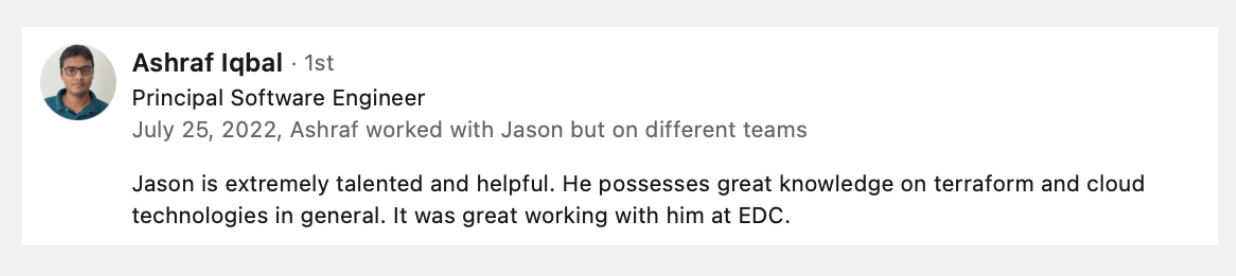 Ashraf Iqbal · 1st
Principal Software Engineer
July 25, 2022, Ashraf worked with Jason but on different teams
Jason is extremely talented and helpful. He possesses great knowledge on terraform and cloud
technologies in general. It was great working with him at EDC.